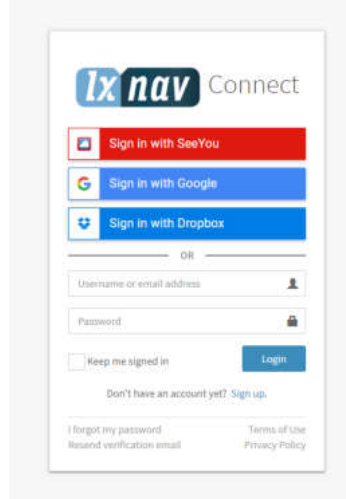 lx nav Connect
Sign in with SeeYou
Sign in with Google
Sign in with Dropbox
OR
Username or email address
Password
Keep me signed in Login
Don't have an account yet? Sign up.
I forgot my password Terms of Use
Resend verification email Privacy Policy